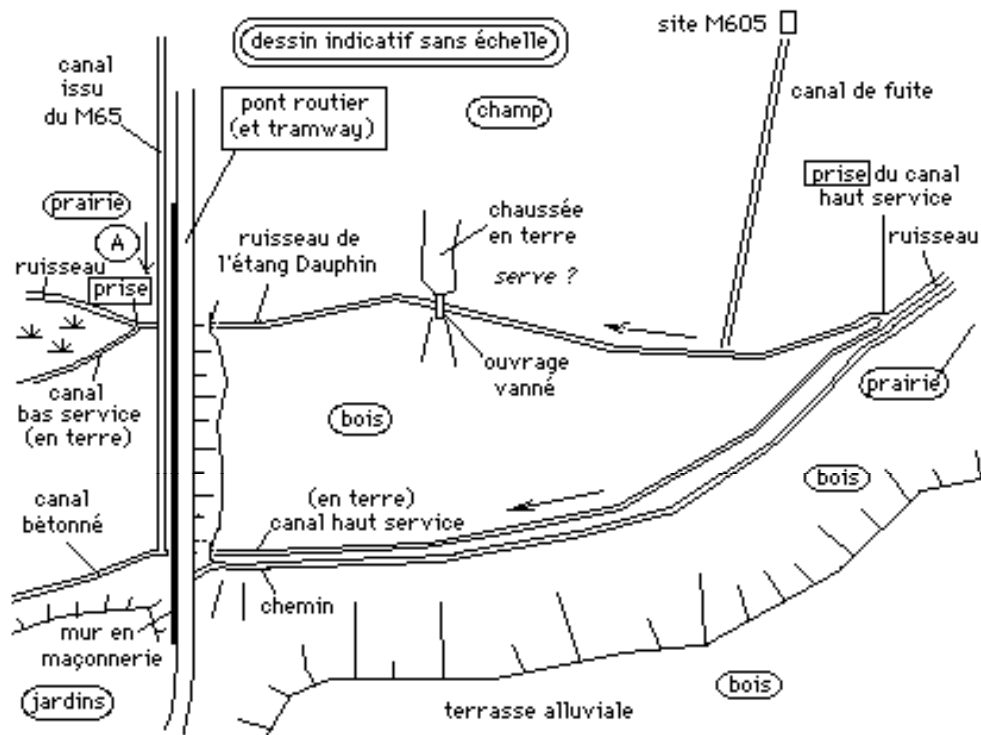 dessin indicatif sans échelle
site M605
canal
issu
du M65
pont routier
(et tramway)
champ
canal de fuite
prise du canal
haut service
prairie
A
chaussée
en terre
ruisseau
ruisseau de
l'étang Dauphin
ruisseau
prise
serve ?
ouvrage
vanné
prairie
canal
bas service
(en terre)
bois
bois
(en terre)
canal haut service
canal
bètonné
chemin
mur en
maçonnerie
bois
jardins
terrasse alluviale